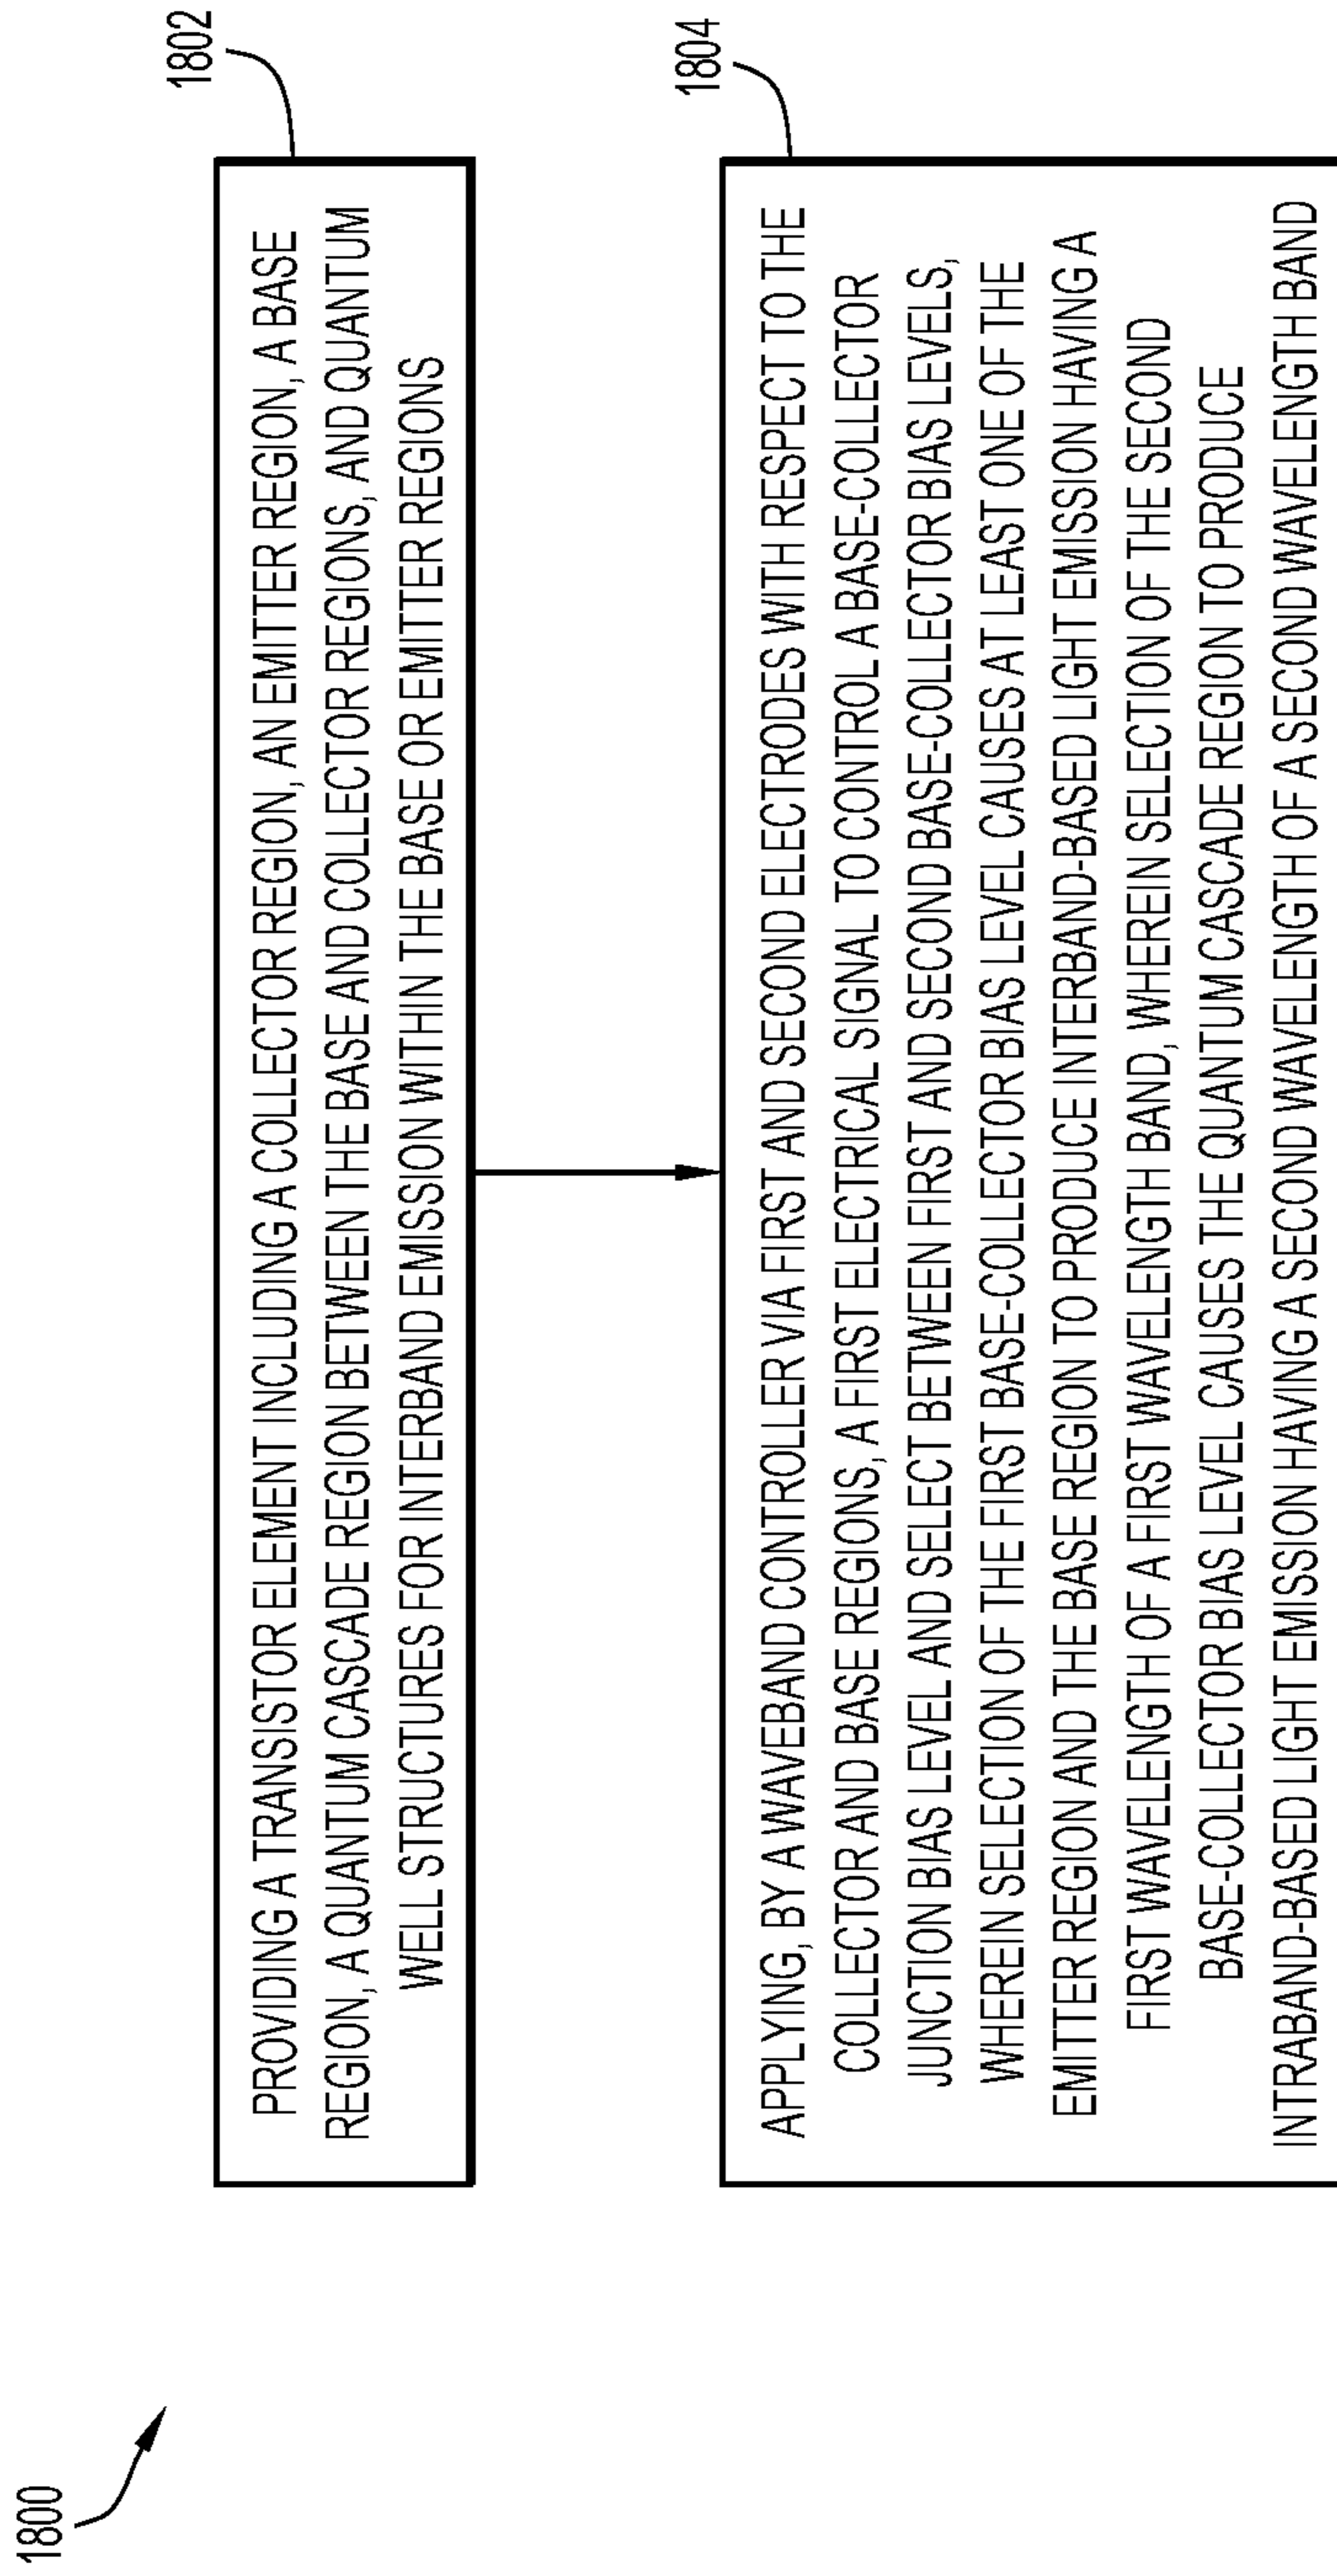 1800
1802
PROVIDING A TRANSISTOR ELEMENT INCLUDING A COLLECTOR REGION, AN EMITTER REGION, A BASE
REGION, A QUANTUM CASCADE REGION BETWEEN THE BASE AND COLLECTOR REGIONS, AND QUANTUM
WELL STRUCTURES FOR INTERBAND EMISSION WITHIN THE BASE OR EMITTER REGIONS
1804
APPLYING, BY A WAVEBAND CONTROLLER VIA FIRST AND SECOND ELECTRODES WITH RESPECT TO THE
COLLECTOR AND BASE REGIONS, A FIRST ELECTRICAL SIGNAL TO CONTROL A BASE-COLLECTOR
JUNCTION BIAS LEVEL AND SELECT BETWEEN FIRST AND SECOND BASE-COLLECTOR BIAS LEVELS,
WHEREIN SELECTION OF THE FIRST BASE-COLLECTOR BIAS LEVEL CAUSES AT LEAST ONE OF THE
EMITTER REGION AND THE BASE REGION TO PRODUCE INTERBAND-BASED LIGHT EMISSION HAVING A
FIRST WAVELENGTH OF A FIRST WAVELENGTH BAND, WHEREIN SELECTION OF THE SECOND
BASE-COLLECTOR BIAS LEVEL CAUSES THE QUANTUM CASCADE REGION TO PRODUCE
INTRABAND-BASED LIGHT EMISSION HAVING A SECOND WAVELENGTH OF A SECOND WAVELENGTH BAND